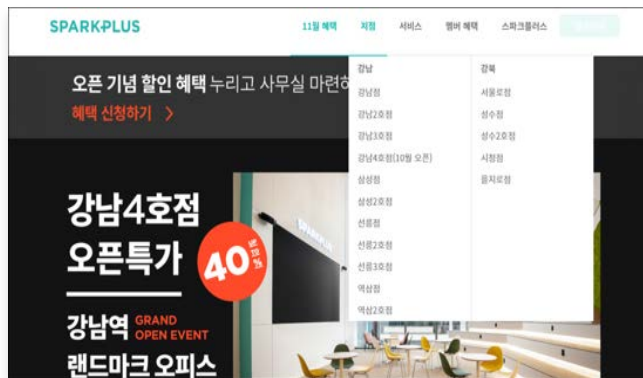 SPARKPLUS
11월 혜택 지점 서비스 멤버 혜택 스파크플러스
오픈 기념 할인 혜택 누리고 사무실 마련하
혜택 신청하기 >
강남
강남점
강남2호점
강남3호점
강남4호점(10월 오픈)
삼성점
삼성2호점
선릉점
선릉2호점
선릉3호점
역삼점
역삼2호점
강북
서울로점
성수점
성수2호점
시청점
을지로점
강남4호점
오픈특가
40
%
강남역 GRAND OPEN EVENT
랜드마크 오피스
SPARKPLUS